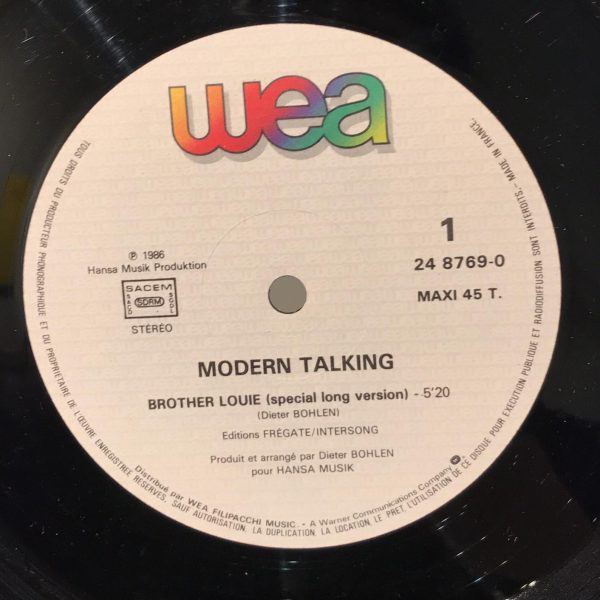 wea
1
℗ 1986
Hansa Musik Produktion
24 8769-0
MAXI 45 T.
SACEM
SACD
SDRM
SGDL
STÉRÉO
MODERN TALKING
BROTHER LOUIE (special long version) - 5'20
(Dieter BOHLEN)
Editions FRÉGATE/INTERSONG
Produit et arrangé par Dieter BOHLEN
pour HANSA MUSIK
Distribué par WEA FILIPACCHI MUSIC. - A Warner Communications Company
TOUS DROITS DU PRODUCTEUR PHONOGRAPHIQUE ET DU PROPRIETAIRE DE L'ŒUVRE ENREGISTREE RESERVES. SAUF AUTORISATION, LA DUPLICATION, LA LOCATION, LE PRET, L'UTILISATION DE CE DISQUE POUR EXECUTION PUBLIQUE ET RADIODIFFUSION SONT INTERDITS. - MADE IN FRANCE.